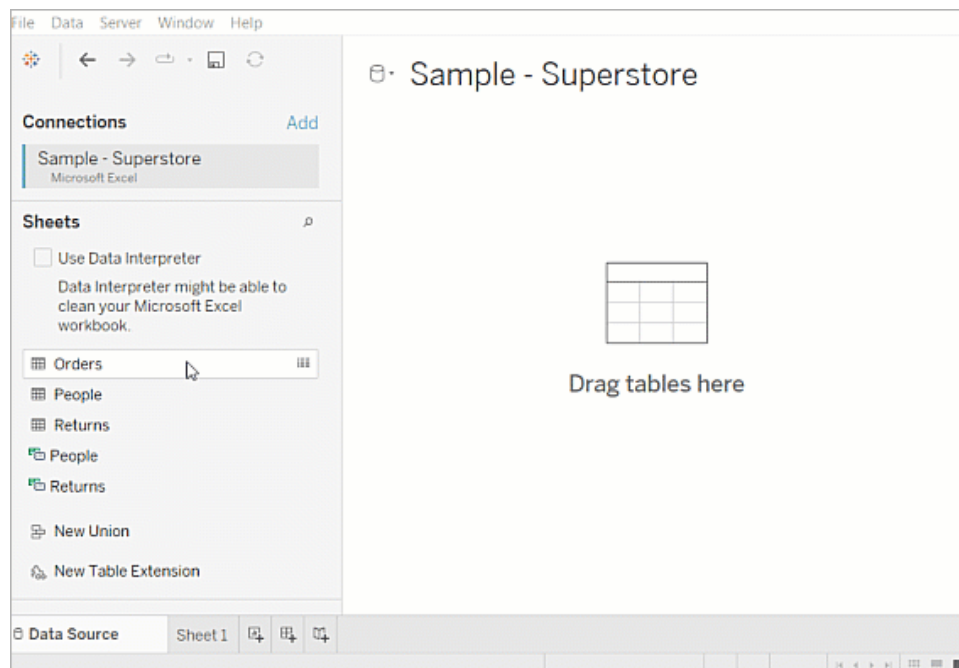 File Data Server Window Help
Sample - Superstore
Connections Add
Sample - Superstore
Microsoft Excel
Sheets
Use Data Interpreter
Data Interpreter might be able to
clean your Microsoft Excel
workbook.
Orders
People
Returns
People
Returns
New Union
New Table Extension
Drag tables here
Data Source Sheet 1